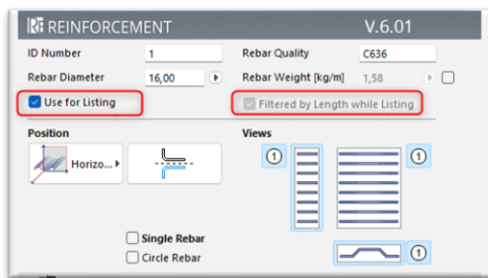 REINFORCEMENT V.6.01
ID Number 1 Rebar Quality C636
Rebar Diameter 16,00 Rebar Weight [kg/m] 1,58
Use for Listing Filtered by Length while Listing
Position Views
Horizo... 1 1
Single Rebar
Circle Rebar 1